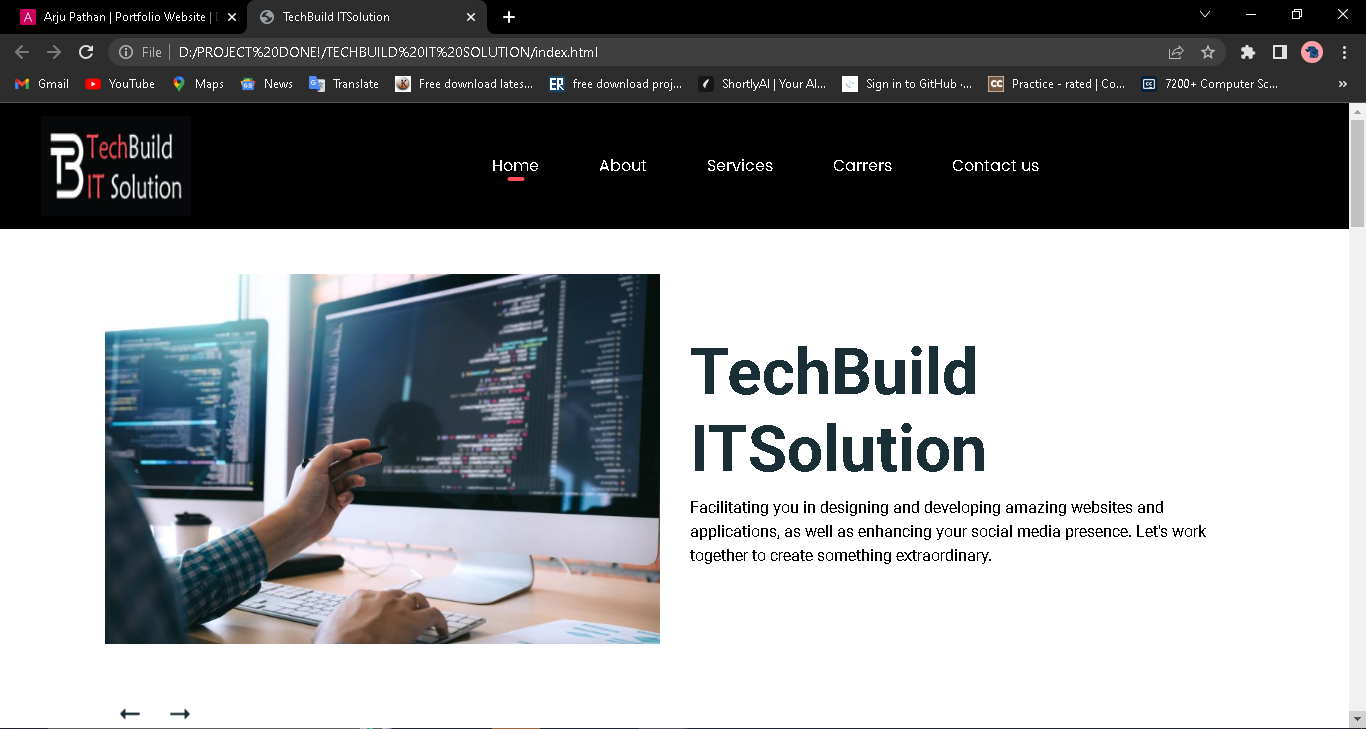 Arju Pathan | Portfolio Website |
TechBuild ITSolution
File
D:/PROJECT%20DONE!/TECHBUILD%20IT%20SOLUTION/index.html
Gmail
YouTube
Maps
News
Translate
Free download lates...
free download proj...
ShortlyAI | Your AI...
Sign in to GitHub ·...
Practice - rated | Co...
7200+ Computer Sc...
TechBuild
IT Solution
Home
About
Services
Carrers
Contact us
TechBuild
ITSolution
Facilitating you in designing and developing amazing websites and
applications, as well as enhancing your social media presence. Let's work
together to create something extraordinary.